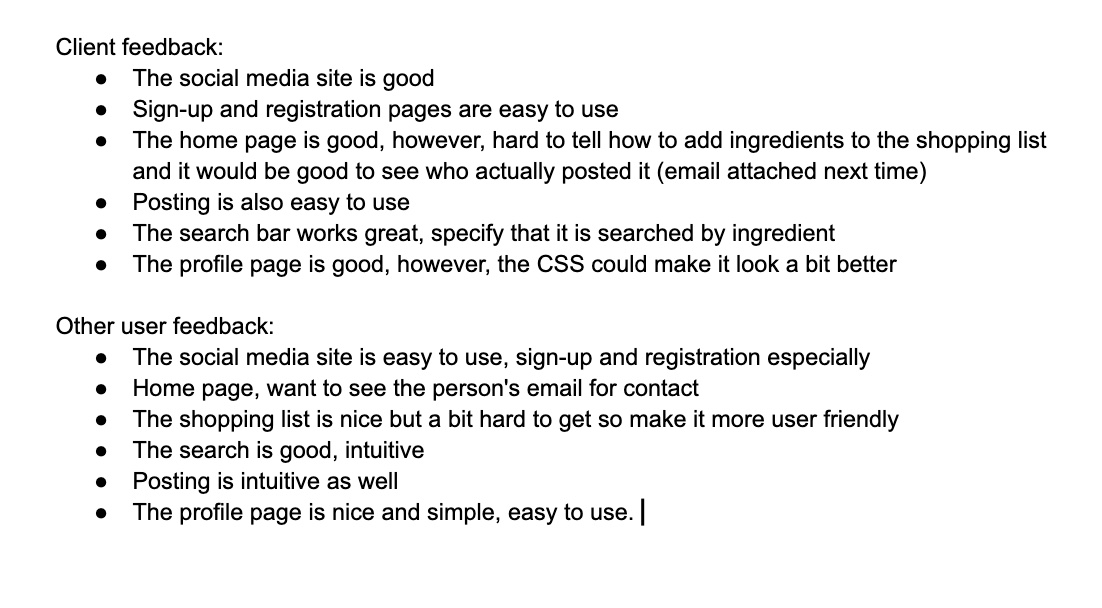 Client feedback:
● The social media site is good
● Sign-up and registration pages are easy to use
● The home page is good, however, hard to tell how to add ingredients to the shopping list
and it would be good to see who actually posted it (email attached next time)
● Posting is also easy to use
● The search bar works great, specify that it is searched by ingredient
● The profile page is good, however, the CSS could make it look a bit better
Other user feedback:
● The social media site is easy to use, sign-up and registration especially
● Home page, want to see the person's email for contact
● The shopping list is nice but a bit hard to get so make it more user friendly
● The search is good, intuitive
● Posting is intuitive as well
● The profile page is nice and simple, easy to use.